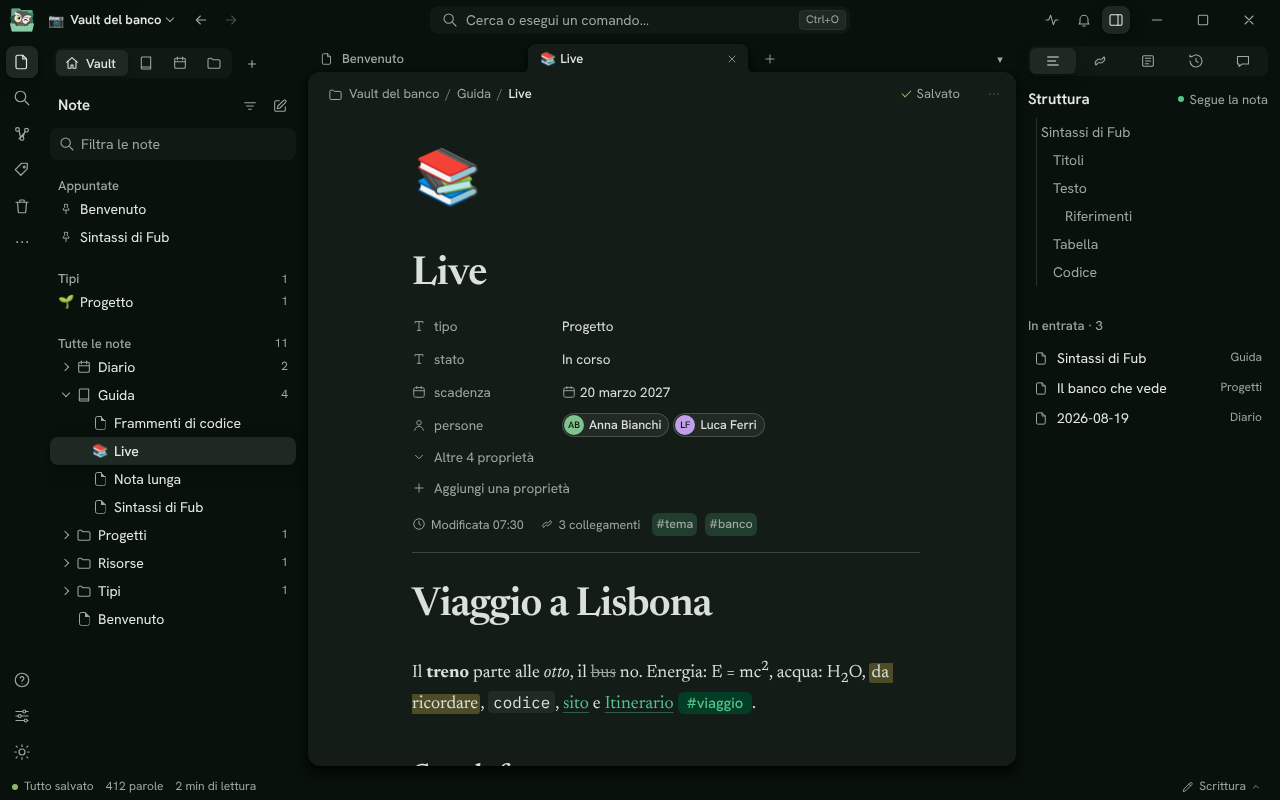 Vault del banco
Cerca o esegui un comando…
Ctrl+O
Vault
Note
Filtra le note
Appuntate
Benvenuto
Sintassi di Fub
Tipi 1
Progetto 1
Tutte le note 11
Diario 2
Guida 4
Frammenti di codice
Live
Nota lunga
Sintassi di Fub
Progetti 1
Risorse 1
Tipi 1
Benvenuto
Benvenuto
Live
Vault del banco / Guida / Live
Salvato
Live
tipo Progetto
stato In corso
scadenza 20 marzo 2027
persone AB Anna Bianchi LF Luca Ferri
Altre 4 proprietà
Aggiungi una proprietà
Modificata 07:30 3 collegamenti #tema #banco
Viaggio a Lisbona
Il treno parte alle otto, il bus no. Energia: E = mc², acqua: H₂O, da
ricordare, codice, sito e Itinerario #viaggio.
Struttura
Segue la nota
Sintassi di Fub
Titoli
Testo
Riferimenti
Tabella
Codice
In entrata · 3
Sintassi di Fub Guida
Il banco che vede Progetti
2026-08-19 Diario
Tutto salvato 412 parole 2 min di lettura
Scrittura